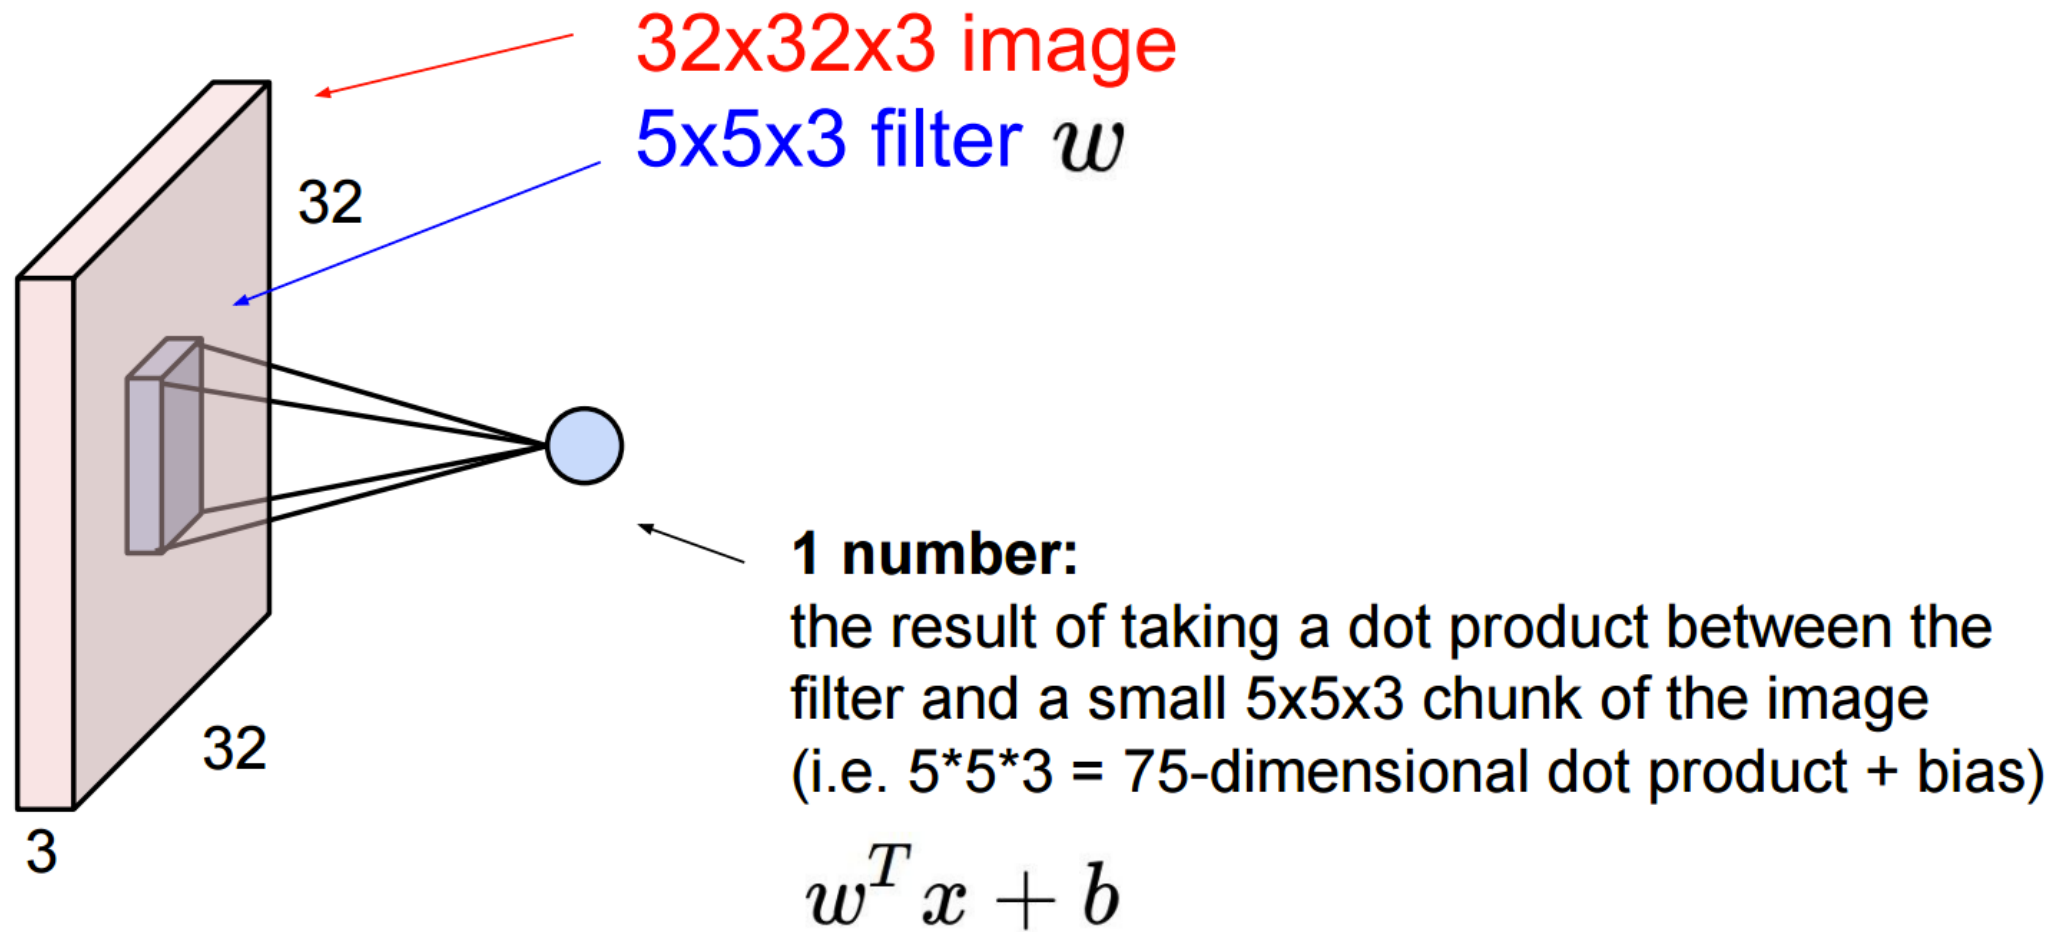 32x32x3 image
5x5x3 filter w
32
32
3
1 number:
the result of taking a dot product between the
filter and a small 5x5x3 chunk of the image
(i.e. 5*5*3 = 75-dimensional dot product + bias)
w^T x + b